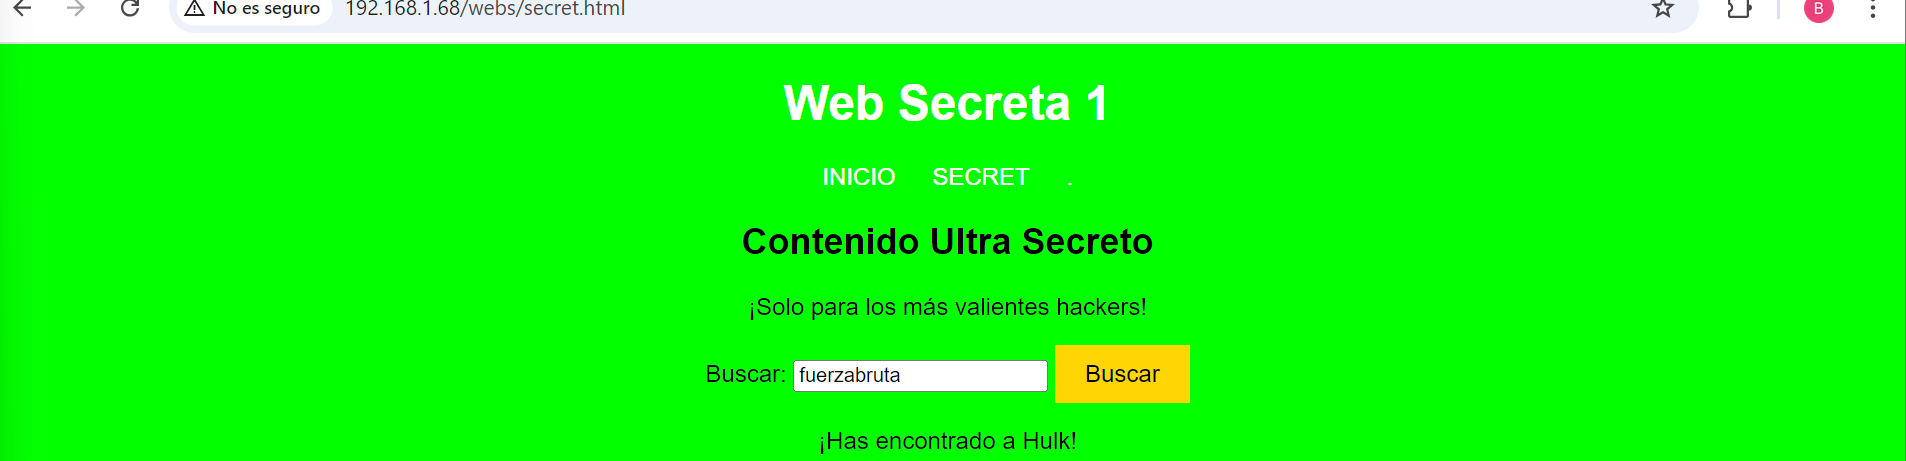 No es seguro 192.168.1.68/webs/secret.html B
Web Secreta 1
INICIO SECRET .
Contenido Ultra Secreto
¡Solo para los más valientes hackers!
Buscar: fuerzabruta Buscar
¡Has encontrado a Hulk!